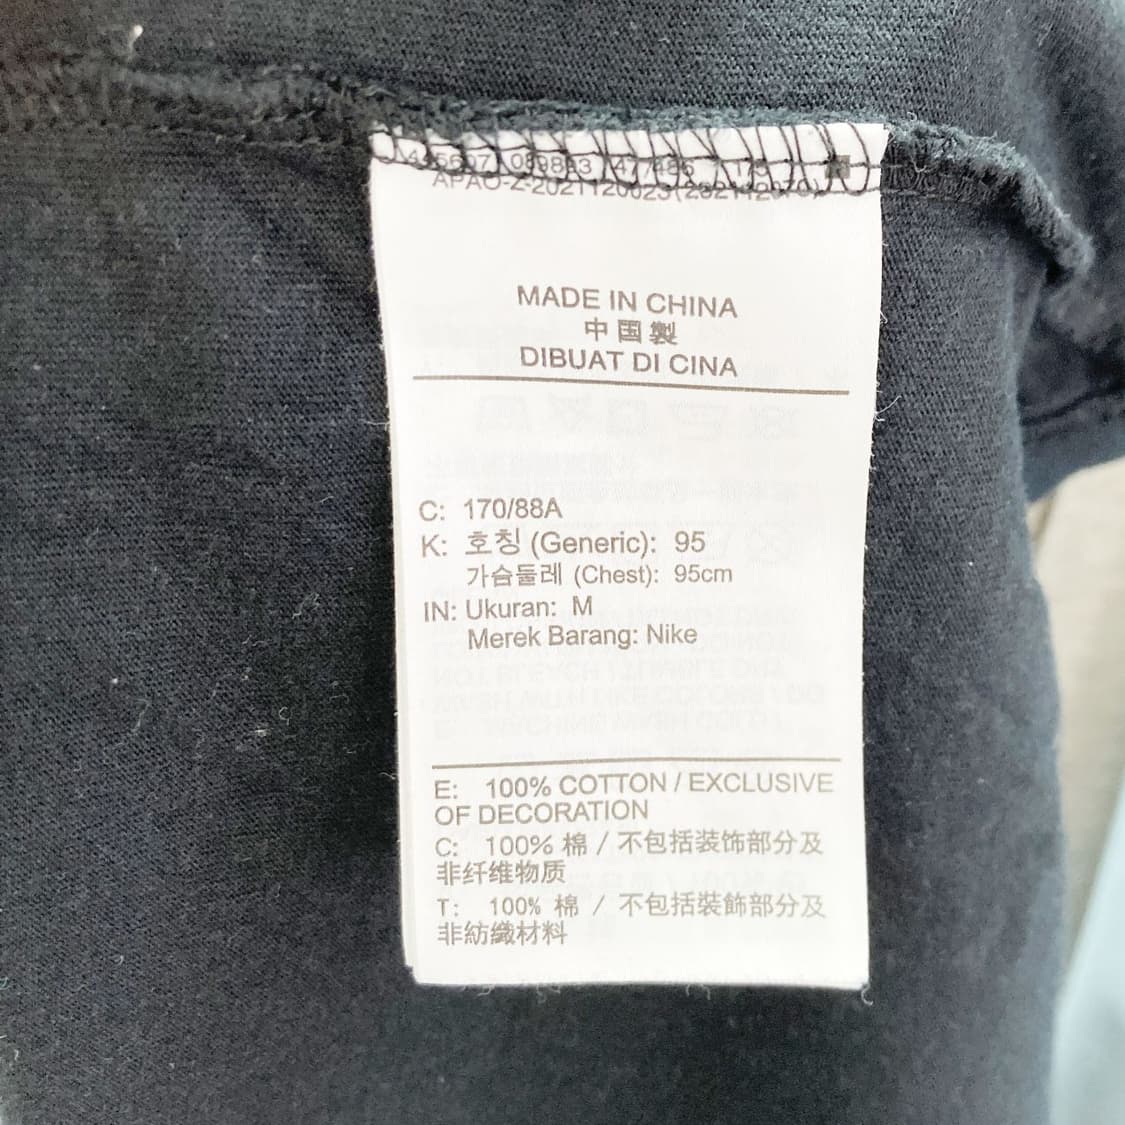 MADE IN CHINA
中国製
DIBUAT DI CINA
C: 170/88A
K: 호칭 (Generic): 95
가슴둘레 (Chest): 95cm
IN: Ukuran: M
Merek Barang: Nike
E: 100% COTTON / EXCLUSIVE
OF DECORATION
C: 100% 棉 / 不包括装饰部分及
非纤维物质
T: 100% 棉 / 不包括裝飾部分及
非紡織材料